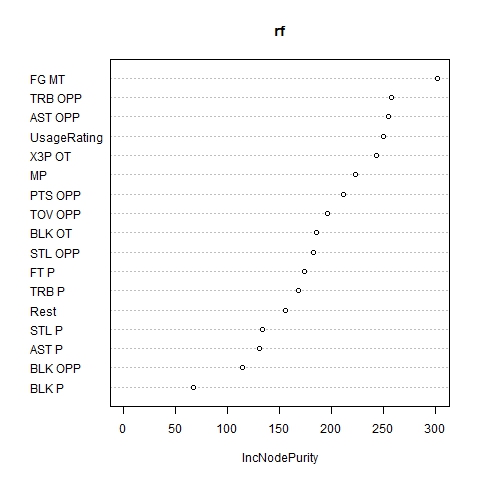 rf
FG MT
TRB OPP
AST OPP
UsageRating
X3P OT
MP
PTS OPP
TOV OPP
BLK OT
STL OPP
FT P
TRB P
Rest
STL P
AST P
BLK OPP
BLK P
0 50 100 150 200 250 300
IncNodePurity